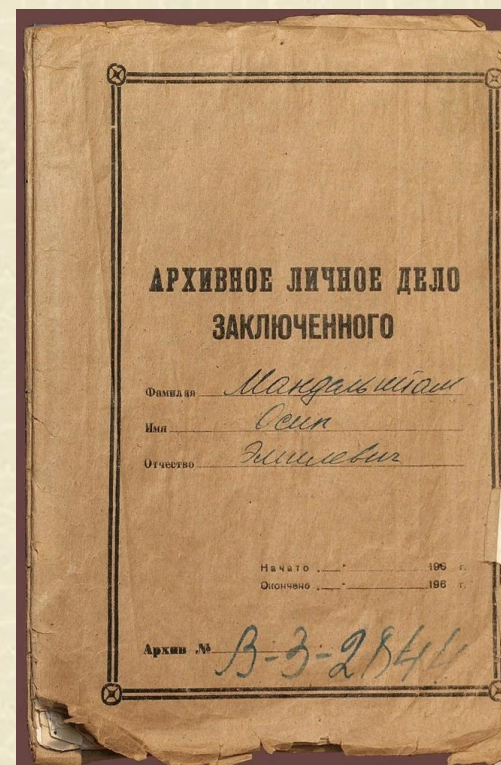 АРХИВНОЕ ЛИЧНОЕ ДЕЛО
ЗАКЛЮЧЕННОГО
Фамилия Мандельштам
Имя Осип
Отчество Эмилевич
Начато „ “ 196 г.
Окончено „ “ 196 г.
Архив № В-3-2844